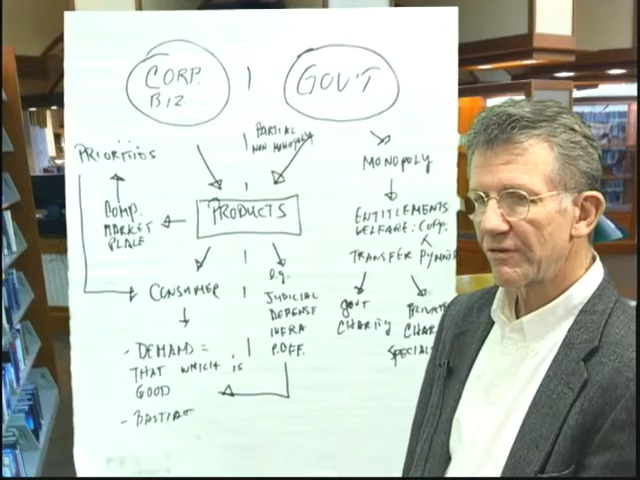 CORP.
BIZ.
GOV'T
PARTIAL
NON MONOPOLY
PRIORITIES
MONOPOLY
COMP.
MARKET
PLACE
PRODUCTS
ENTITLEMENTS
WELFARE: CORP.
TRANSFER PYMNTS
CONSUMER
e.g.
JUDICIAL
DEFENSE
INFRA
P.OFF.
GOVT
CHARITY
PRIVATE
CHAR
SPECIAL
- DEMAND =
THAT WHICH IS
GOOD
- BASTIAT